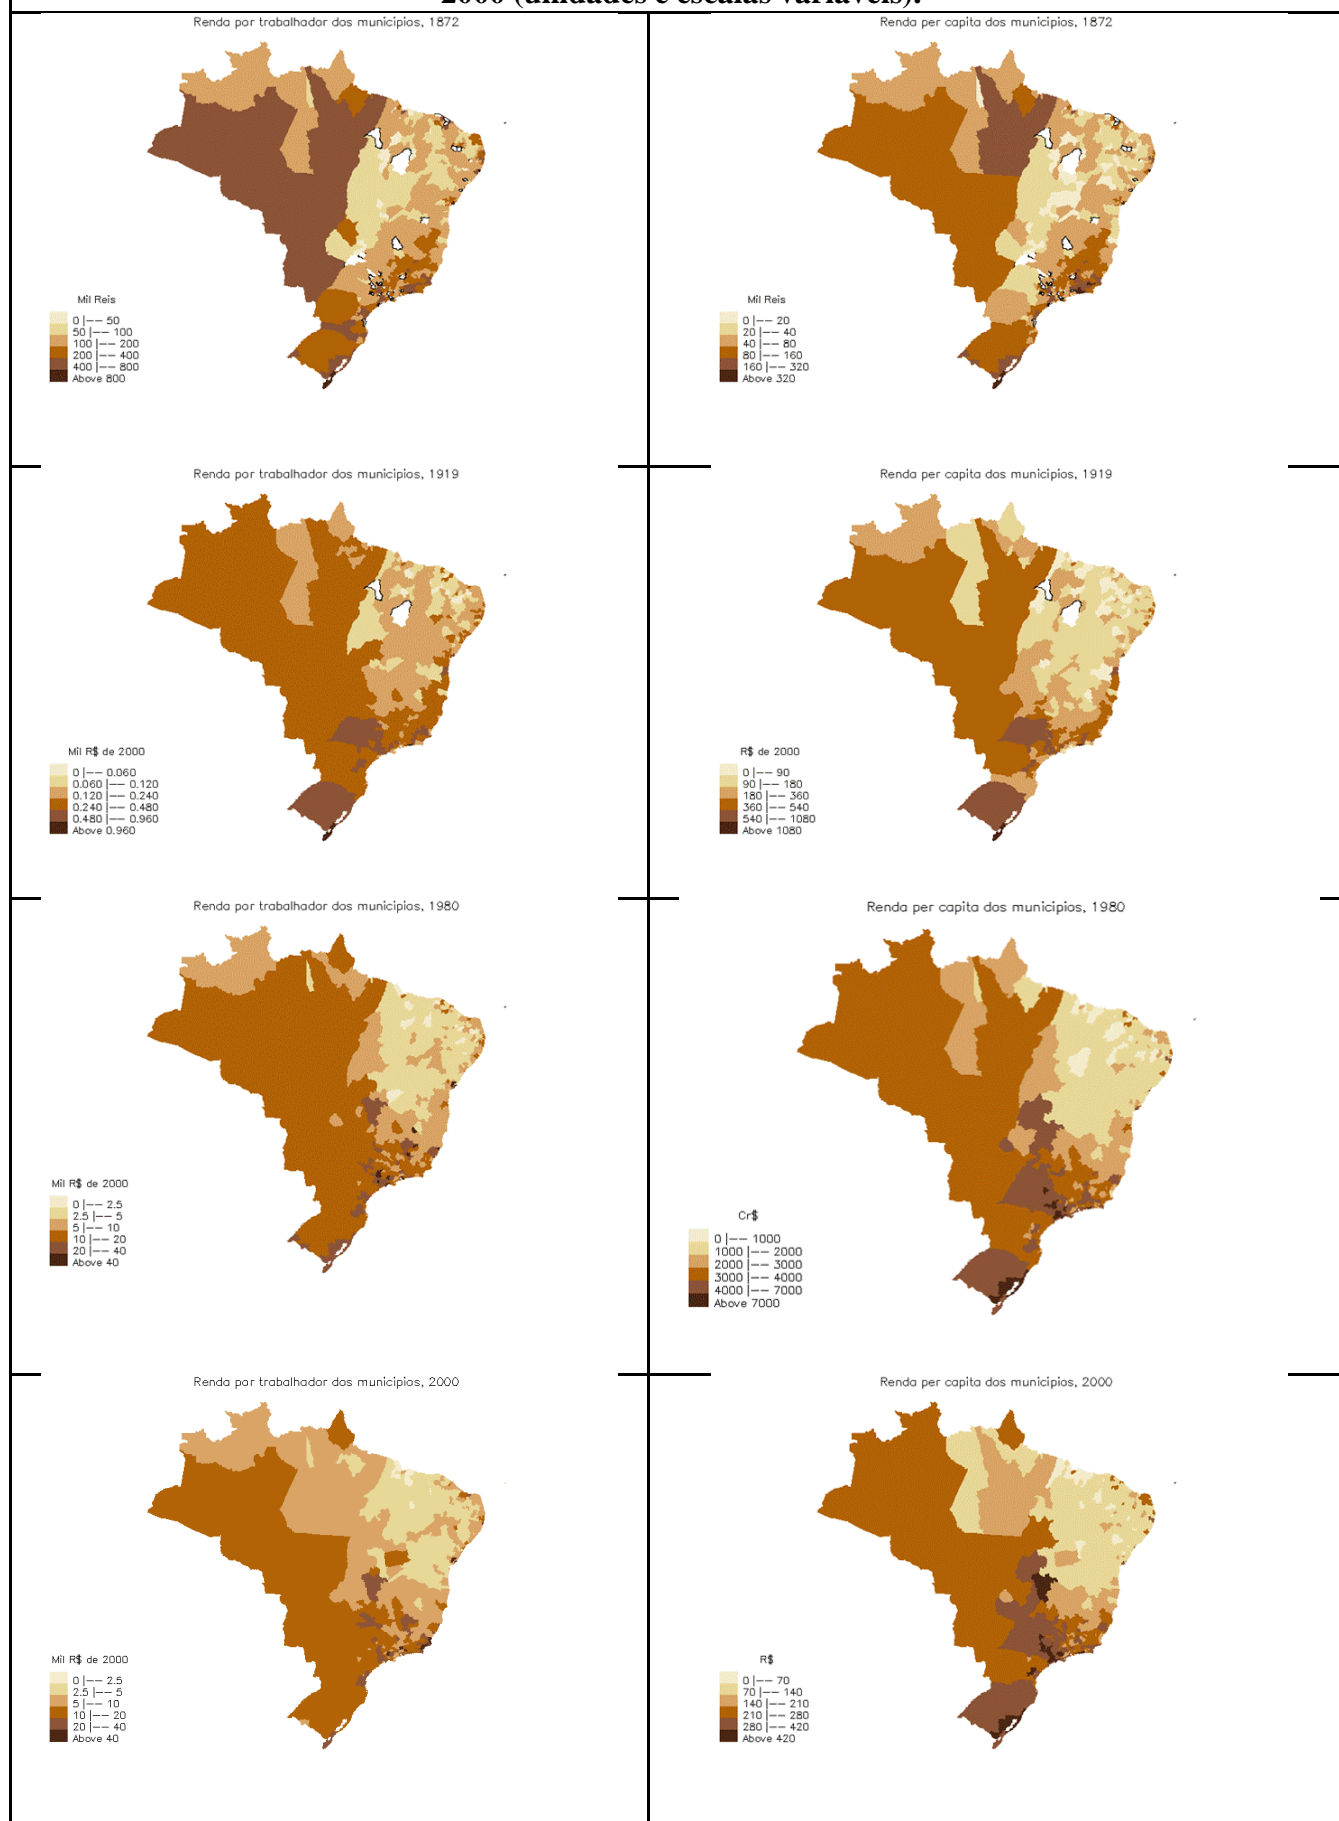 2000 (unidades e escalas variáveis).
Renda por trabalhador dos municipios, 1872
Mil Reis
0 |—— 50
50 |—— 100
100 |—— 200
200 |—— 400
400 |—— 800
Above 800
Renda per capita dos municipios, 1872
Mil Reis
0 |—— 20
20 |—— 40
40 |—— 80
80 |—— 160
160 |—— 320
Above 320
Renda por trabalhador dos municipios, 1919
Mil R$ de 2000
0 |—— 0.060
0.060 |—— 0.120
0.120 |—— 0.240
0.240 |—— 0.480
0.480 |—— 0.960
Above 0.960
Renda per capita dos municipios, 1919
R$ de 2000
0 |—— 90
90 |—— 180
180 |—— 360
360 |—— 540
540 |—— 1080
Above 1080
Renda por trabalhador dos municipios, 1980
Mil R$ de 2000
0 |—— 2.5
2.5 |—— 5
5 |—— 10
10 |—— 20
20 |—— 40
Above 40
Renda per capita dos municipios, 1980
Cr$
0 |—— 1000
1000 |—— 2000
2000 |—— 3000
3000 |—— 4000
4000 |—— 7000
Above 7000
Renda por trabalhador dos municipios, 2000
Mil R$ de 2000
0 |—— 2.5
2.5 |—— 5
5 |—— 10
10 |—— 20
20 |—— 40
Above 40
Renda per capita dos municipios, 2000
R$
0 |—— 70
70 |—— 140
140 |—— 210
210 |—— 280
280 |—— 420
Above 420